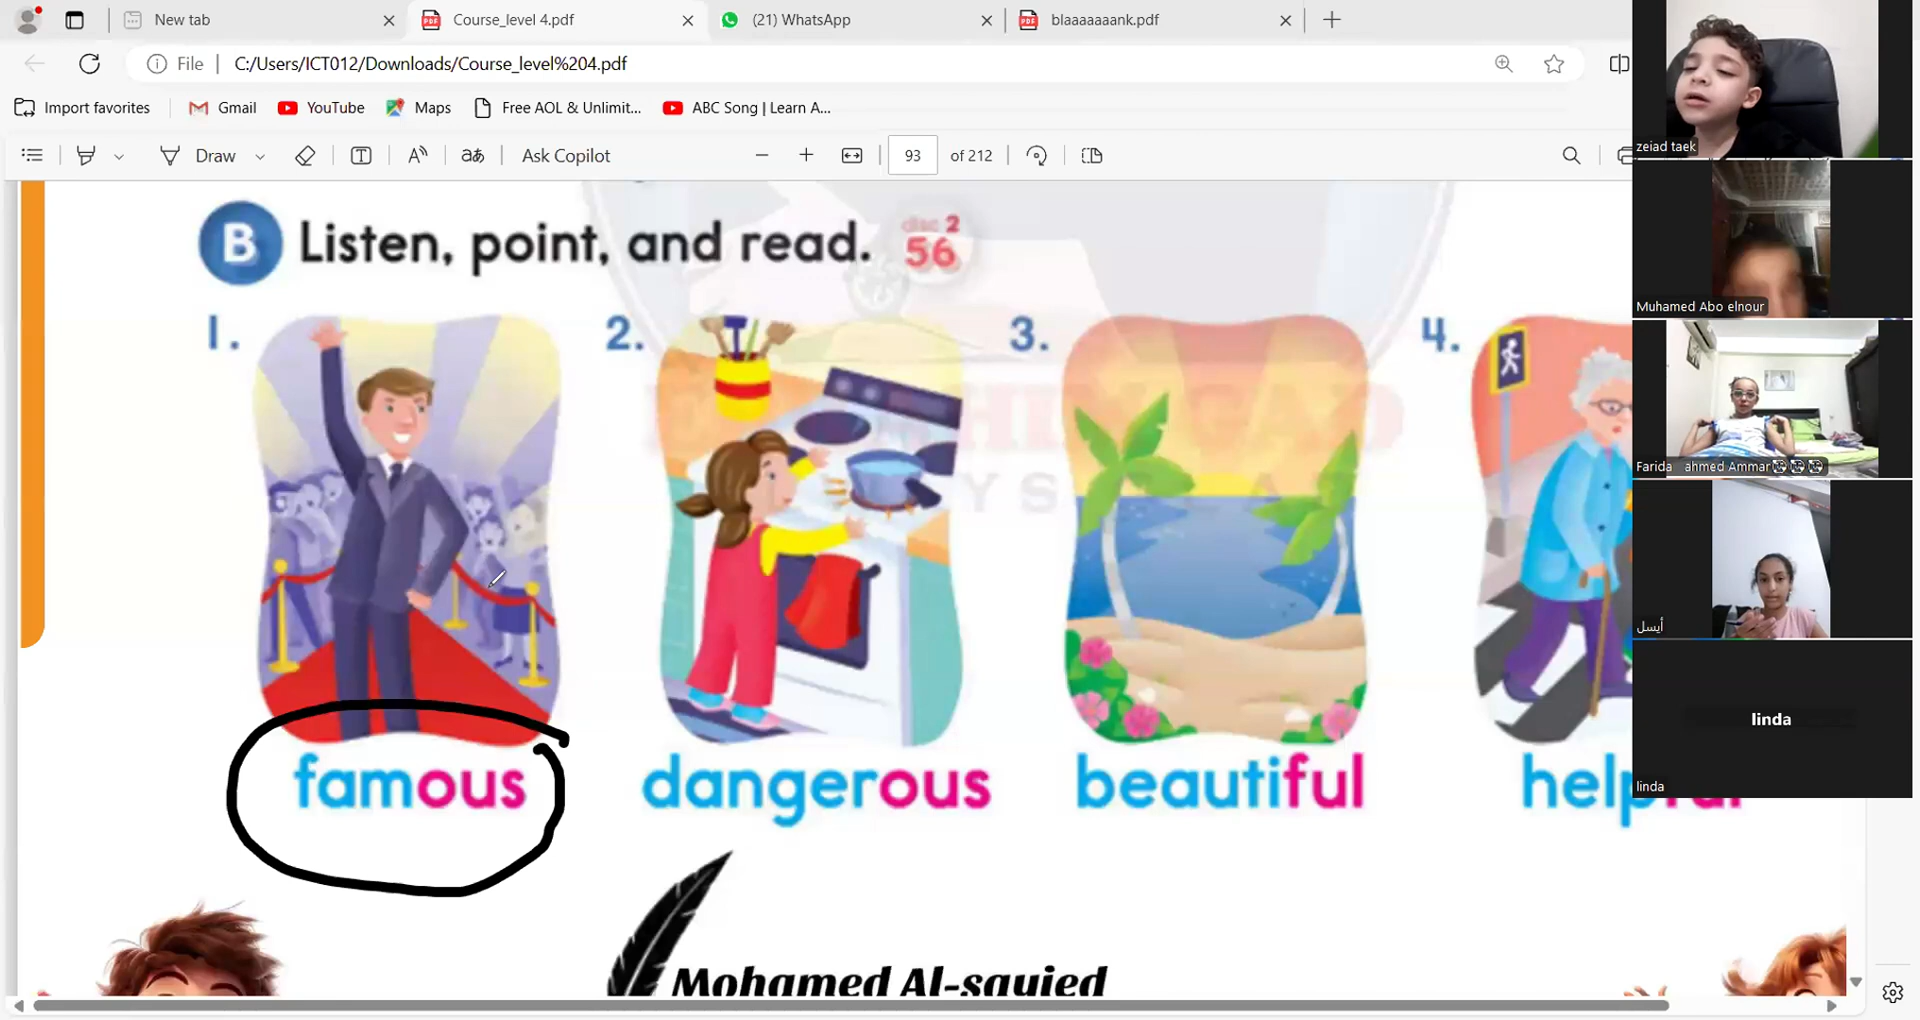 New tab
Course_level 4.pdf
(21) WhatsApp
blaaaaaaank.pdf
File
C:/Users/ICT012/Downloads/Course_level%204.pdf
Import favorites
Gmail
YouTube
Maps
Free AOL & Unlimit...
ABC Song | Learn A...
Draw
Ask Copilot
93
of 212
B Listen, point, and read.
disc 2
56
1.
2.
3.
4.
famous
dangerous
beautiful
helpful
Mohamed Al-sayied
zeiad taek
Muhamed Abo elnour
Farida ahmed Ammar
أيسل
linda
linda